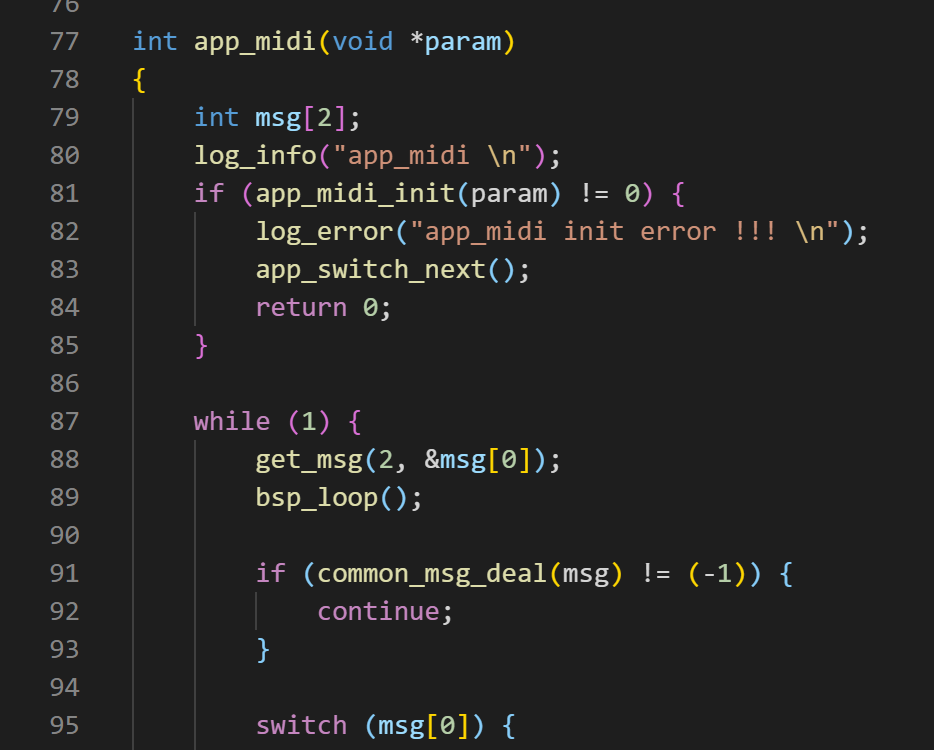 76
77 int app_midi(void *param)
78 {
79     int msg[2];
80     log_info("app_midi \n");
81     if (app_midi_init(param) != 0) {
82         log_error("app_midi init error !!! \n");
83         app_switch_next();
84         return 0;
85     }
86
87     while (1) {
88         get_msg(2, &msg[0]);
89         bsp_loop();
90
91         if (common_msg_deal(msg) != (-1)) {
92             continue;
93         }
94
95         switch (msg[0]) {